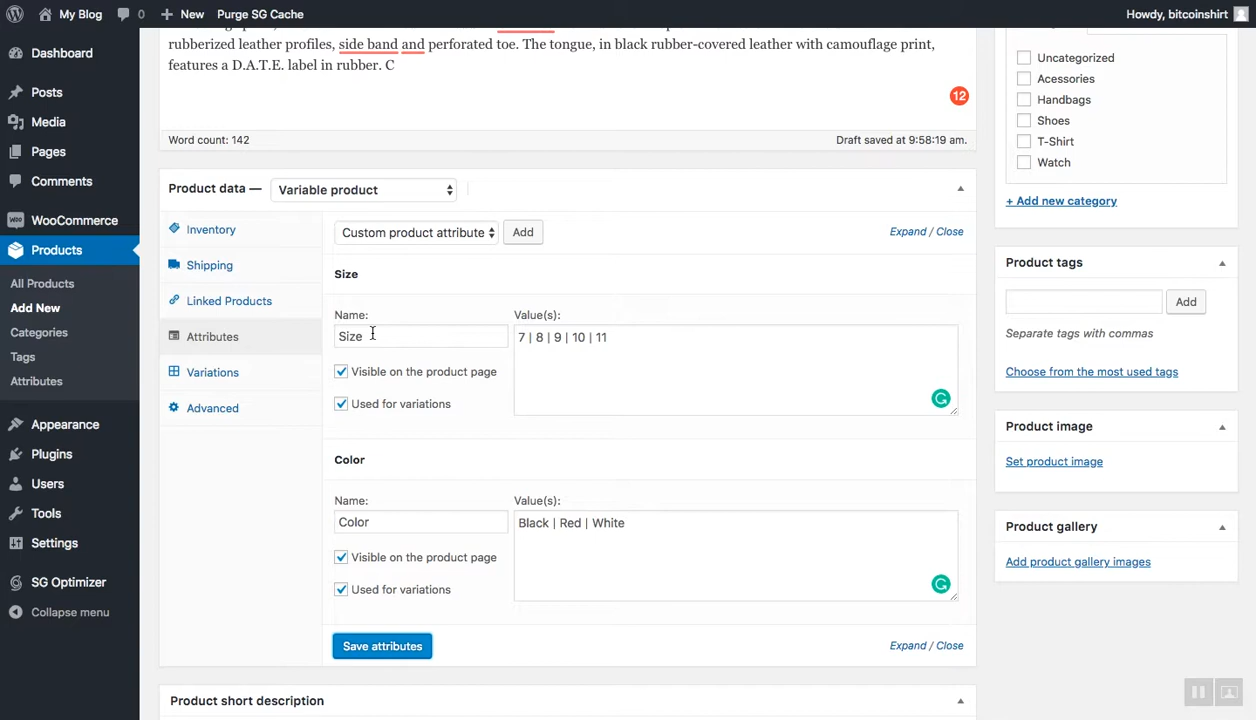 My Blog
0
New
Purge SG Cache
Howdy, bitcoinshirt
Dashboard
Posts
Media
Pages
Comments
WooCommerce
Products
All Products
Add New
Categories
Tags
Attributes
Appearance
Plugins
Users
Tools
Settings
SG Optimizer
Collapse menu
rubberized leather profiles, side band and perforated toe. The tongue, in black rubber-covered leather with camouflage print,
features a D.A.T.E. label in rubber. C
12
Word count: 142
Draft saved at 9:58:19 am.
Product data — Variable product
Inventory
Shipping
Linked Products
Attributes
Variations
Advanced
Custom product attribute
Add
Expand / Close
Size
Name:
Value(s):
Size
7 | 8 | 9 | 10 | 11
Visible on the product page
Used for variations
Color
Name:
Value(s):
Color
Black | Red | White
Visible on the product page
Used for variations
Save attributes
Expand / Close
Product short description
Uncategorized
Acessories
Handbags
Shoes
T-Shirt
Watch
+ Add new category
Product tags
Add
Separate tags with commas
Choose from the most used tags
Product image
Set product image
Product gallery
Add product gallery images